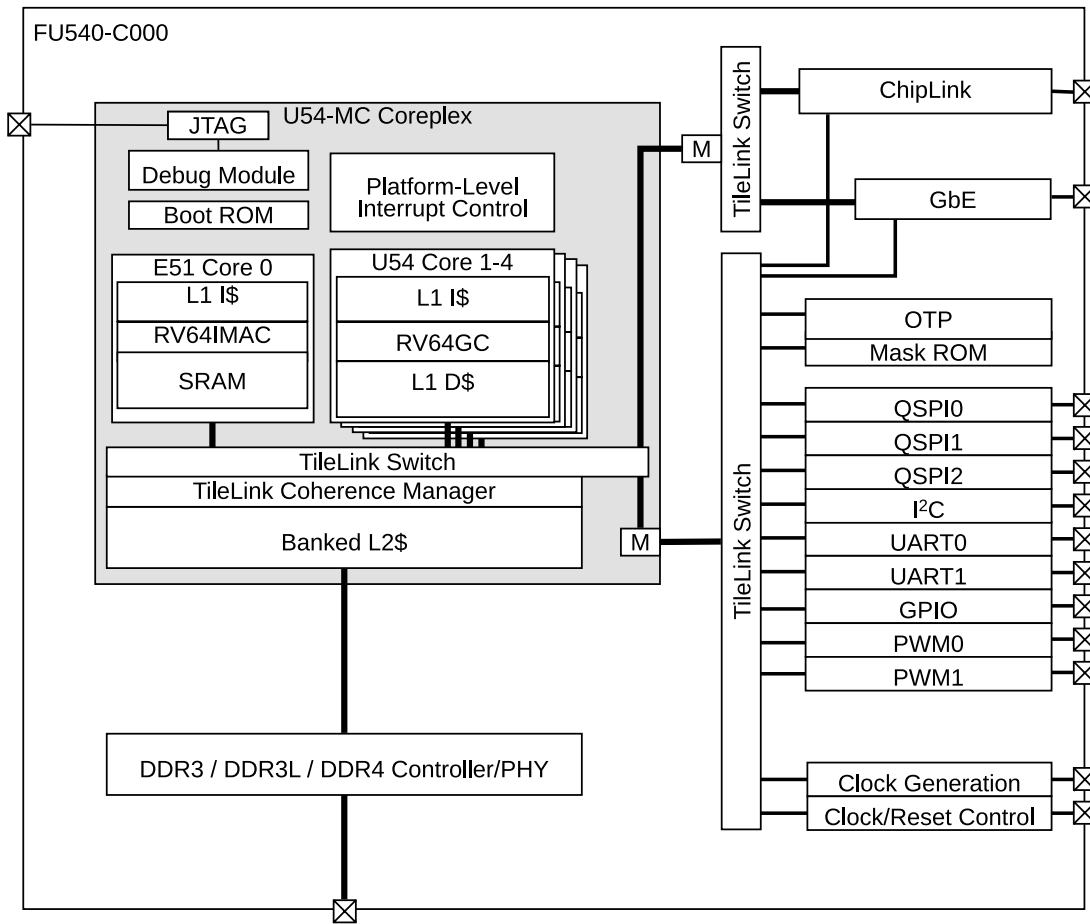 FU540-C000
U54-MC Coreplex
JTAG
Debug Module
Boot ROM
Platform-Level
Interrupt Control
E51 Core 0
L1 I$
RV64IMAC
SRAM
U54 Core 1-4
L1 I$
RV64GC
L1 D$
TileLink Switch
TileLink Coherence Manager
Banked L2$
M
M
DDR3 / DDR3L / DDR4 Controller/PHY
TileLink Switch
ChipLink
GbE
TileLink Switch
OTP
Mask ROM
QSPI0
QSPI1
QSPI2
I²C
UART0
UART1
GPIO
PWM0
PWM1
Clock Generation
Clock/Reset Control